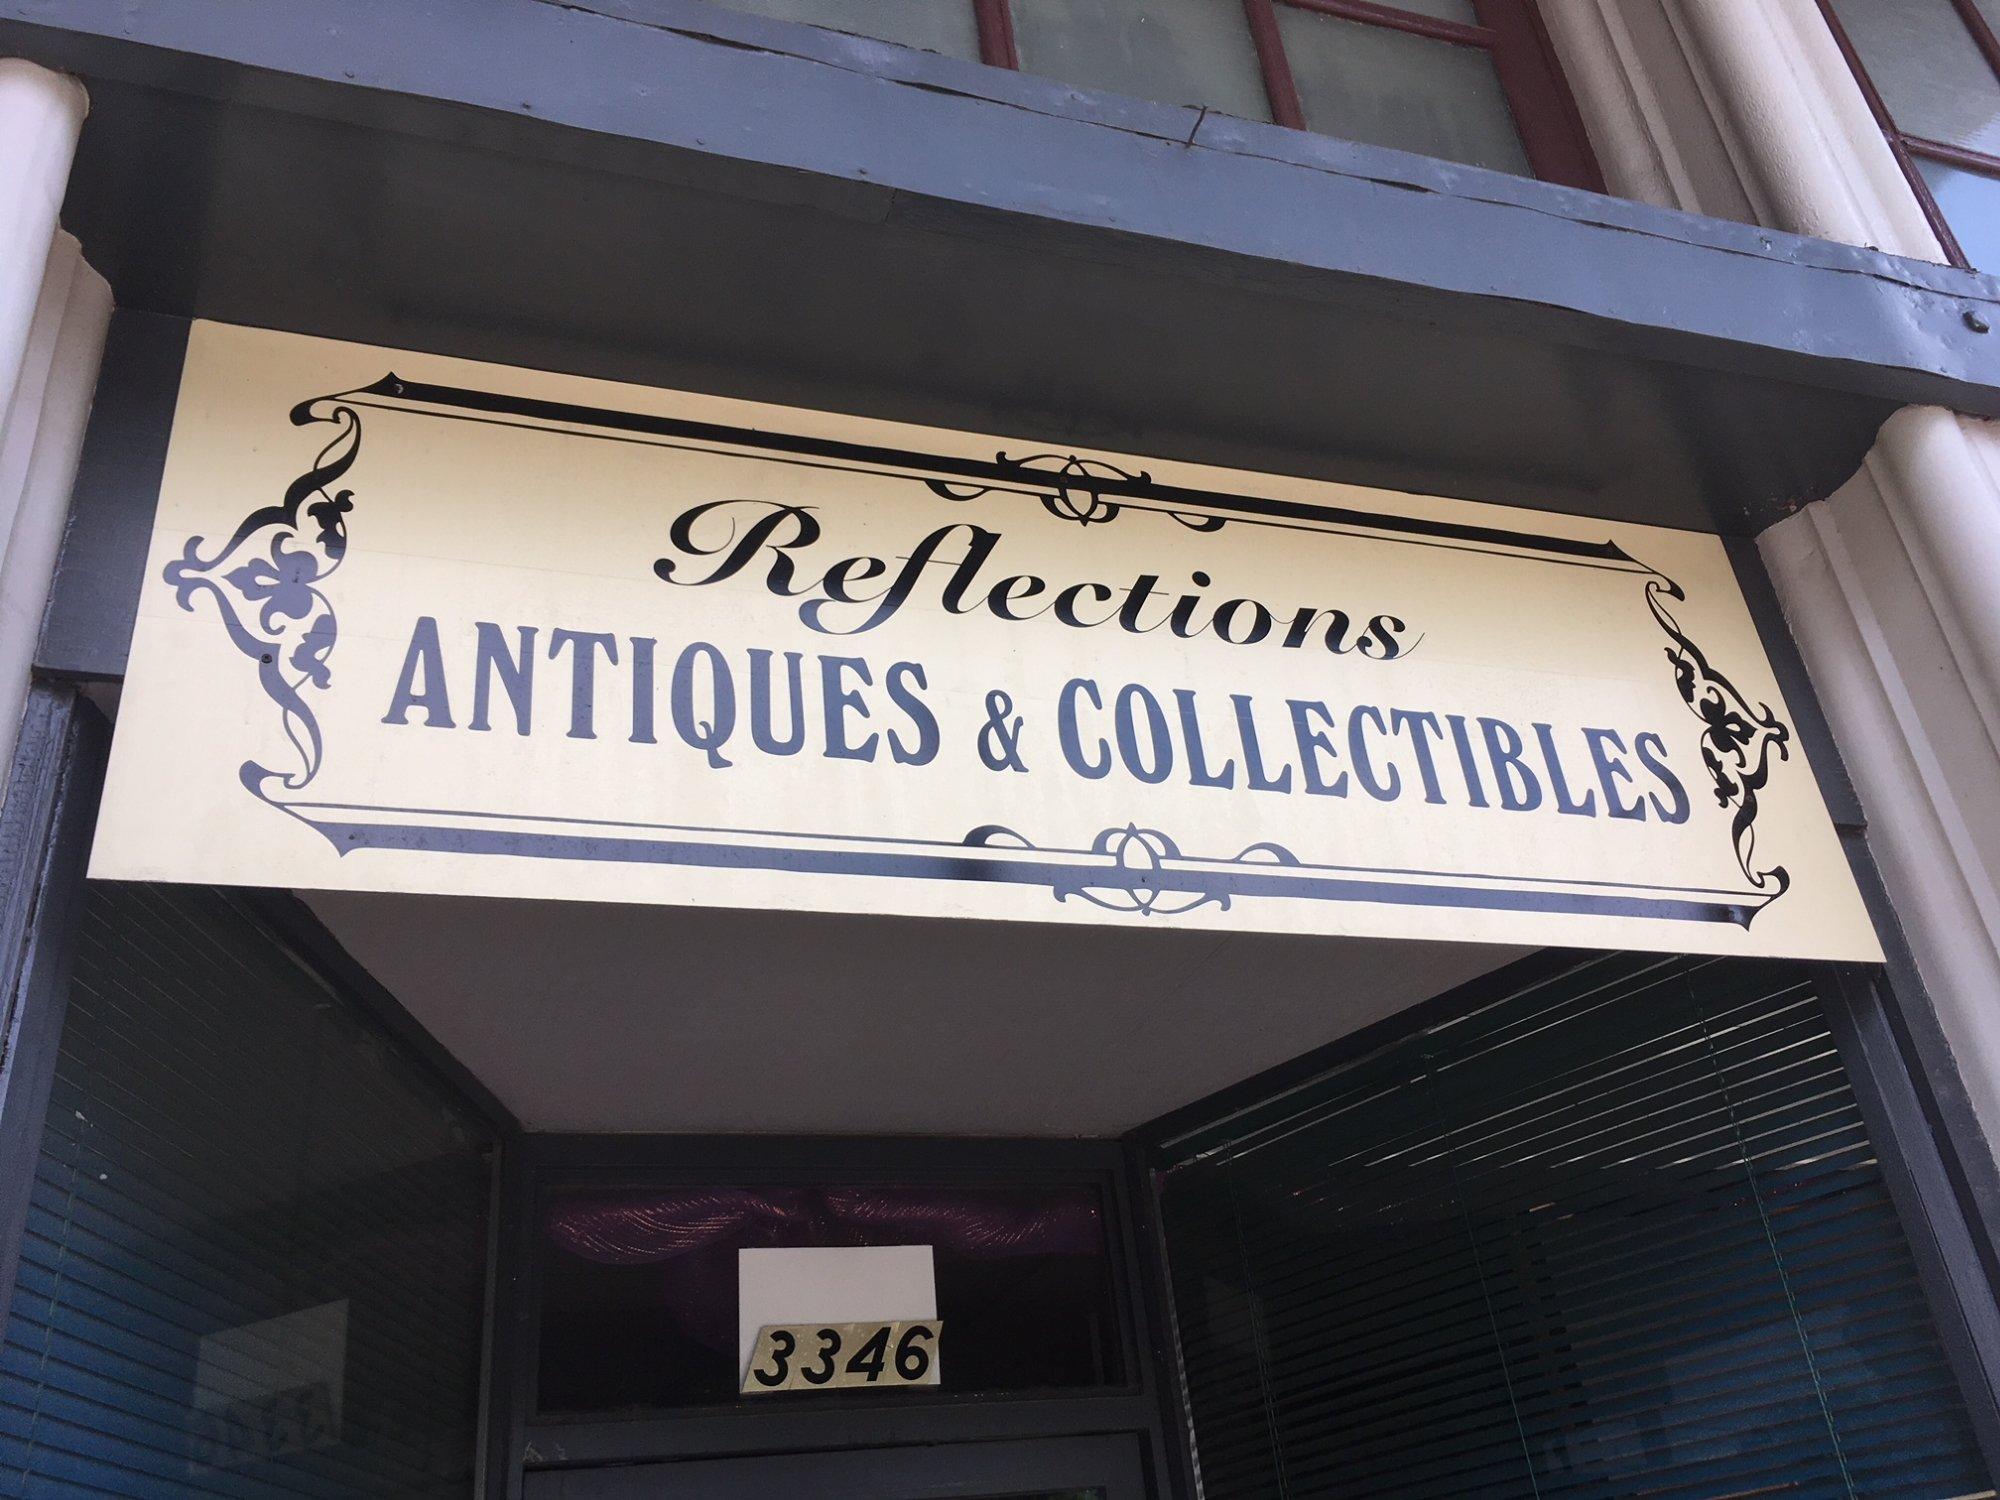 Reflections
ANTIQUES & COLLECTIBLES
3346